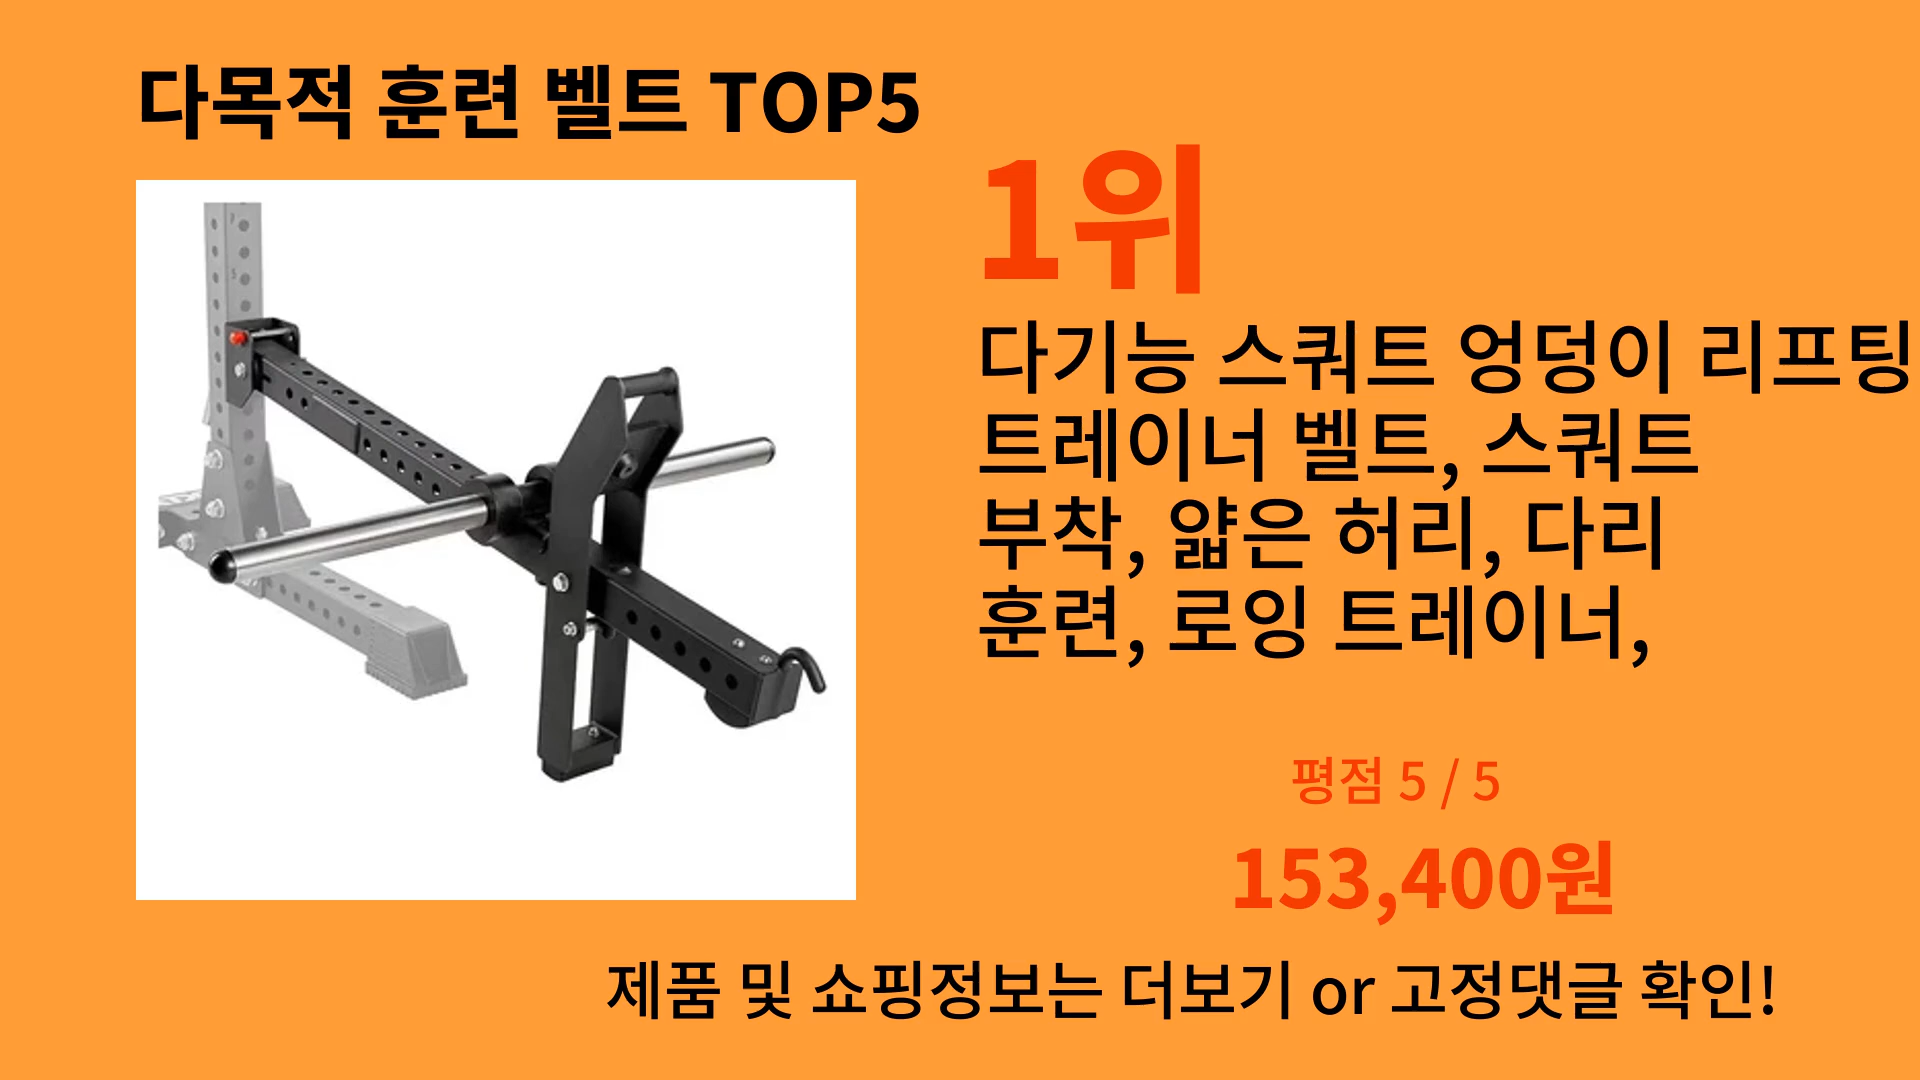 다목적 훈련 벨트 TOP5
1위
다기능 스쿼트 엉덩이 리프팅
트레이너 벨트, 스쿼트
부착, 얇은 허리, 다리
훈련, 로잉 트레이너,
평점 5 / 5
153,400원
제품 및 쇼핑정보는 더보기 or 고정댓글 확인!